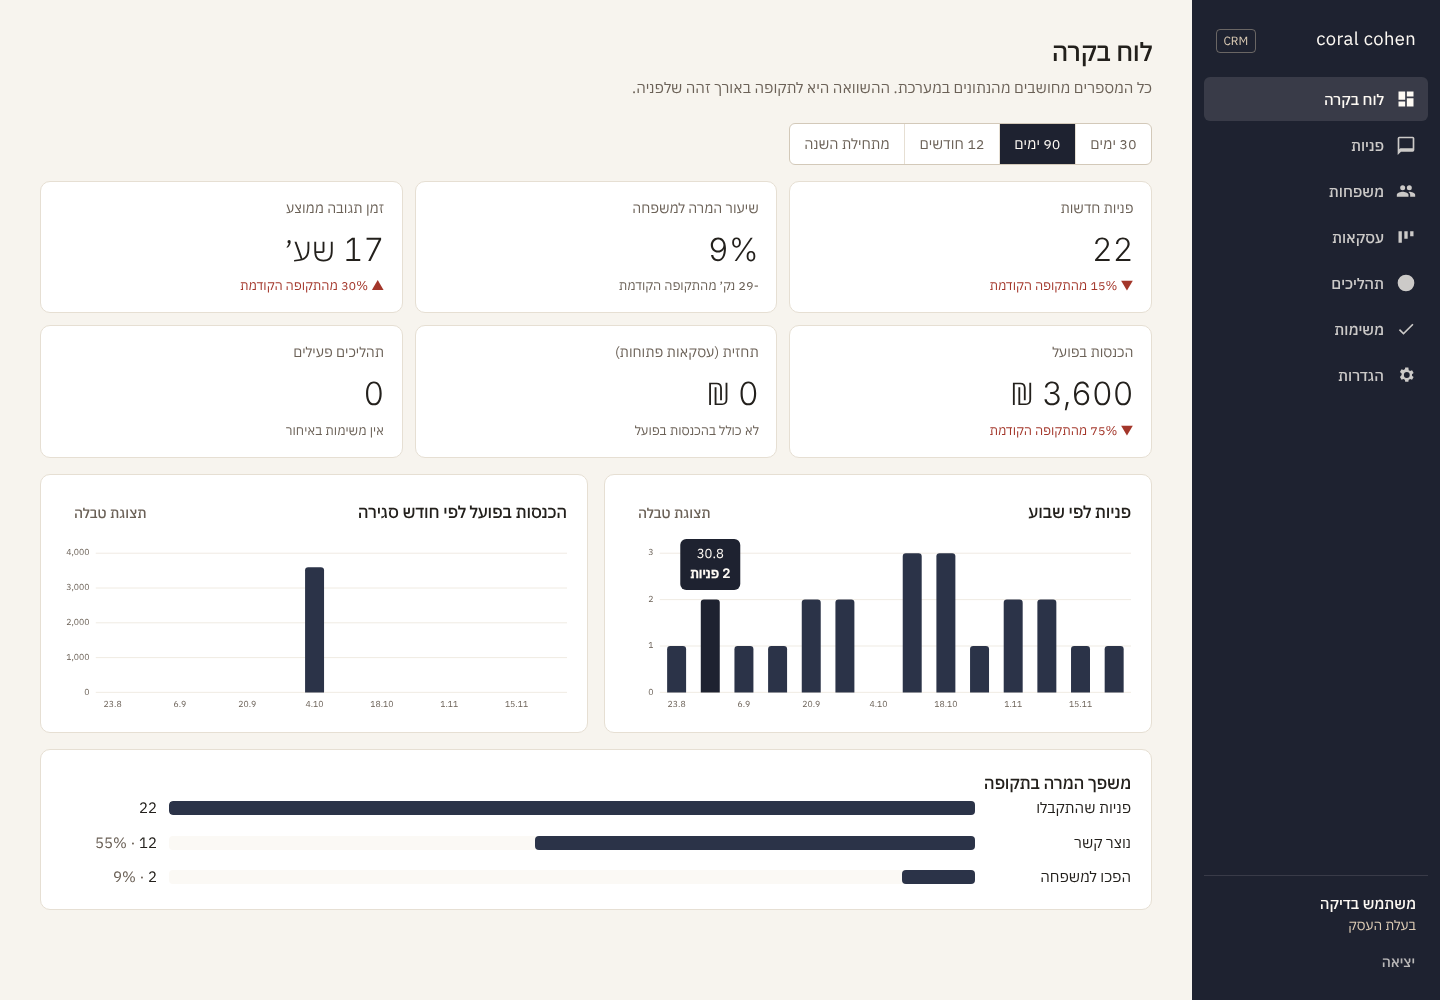 coral cohen
CRM
לוח בקרה
פניות
משפחות
עסקאות
תהליכים
משימות
הגדרות
משתמש בדיקה
בעלת העסק
יציאה
לוח בקרה
כל המספרים מחושבים מהנתונים במערכת. ההשוואה היא לתקופה באורך זהה שלפניה.
30 ימים
90 ימים
12 חודשים
מתחילת השנה
פניות חדשות
22
▼ 15% מהתקופה הקודמת
שיעור המרה למשפחה
9%
-29 נק׳ מהתקופה הקודמת
זמן תגובה ממוצע
17 שע׳
▲ 30% מהתקופה הקודמת
הכנסות בפועל
3,600 ₪
▼ 75% מהתקופה הקודמת
תחזית (עסקאות פתוחות)
0 ₪
לא כולל בהכנסות בפועל
תהליכים פעילים
0
אין משימות באיחור
פניות לפי שבוע
תצוגת טבלה
3
2
1
0
30.8
2 פניות
23.8 6.9 20.9 4.10 18.10 1.11 15.11
הכנסות בפועל לפי חודש סגירה
תצוגת טבלה
4,000
3,000
2,000
1,000
0
23.8 6.9 20.9 4.10 18.10 1.11 15.11
משפך המרה בתקופה
פניות שהתקבלו 22
נוצר קשר 12 · 55%
הפכו למשפחה 2 · 9%